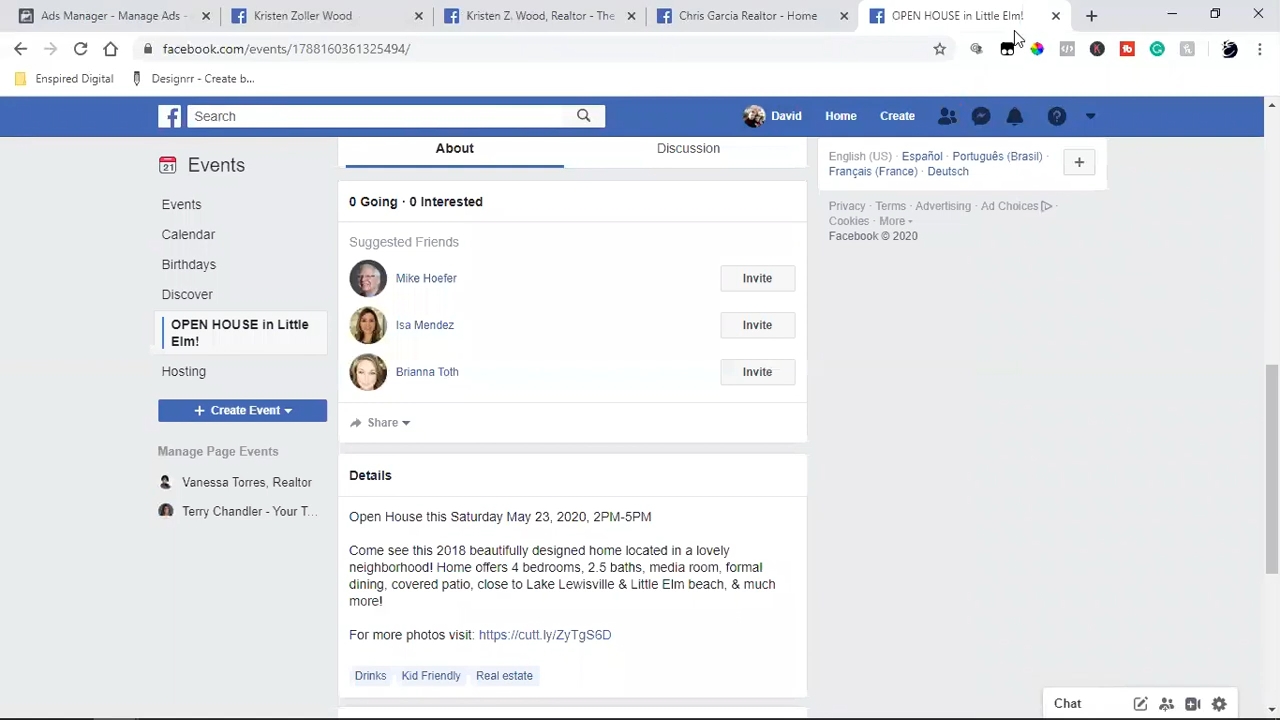 Ads Manager - Manage Ads -
Kristen Zoller Wood
Kristen Z. Wood, Realtor - The
Chris Garcia Realtor - Home
OPEN HOUSE in Little Elm!
facebook.com/events/1788160361325494/
Enspired Digital
Designrr - Create b...
Search
David
Home
Create
21
Events
About
Discussion
English (US) · Español · Português (Brasil) ·
Français (France) · Deutsch
Privacy · Terms · Advertising · Ad Choices
Cookies · More
Facebook © 2020
Events
Calendar
Birthdays
Discover
OPEN HOUSE in Little
Elm!
Hosting
Create Event
Manage Page Events
Vanessa Torres, Realtor
Terry Chandler - Your T...
0 Going · 0 Interested
Suggested Friends
Mike Hoefer
Invite
Isa Mendez
Invite
Brianna Toth
Invite
Share
Details
Open House this Saturday May 23, 2020, 2PM-5PM
Come see this 2018 beautifully designed home located in a lovely
neighborhood! Home offers 4 bedrooms, 2.5 baths, media room, formal
dining, covered patio, close to Lake Lewisville & Little Elm beach, & much
more!
For more photos visit: https://cutt.ly/ZyTgS6D
Drinks
Kid Friendly
Real estate
Chat